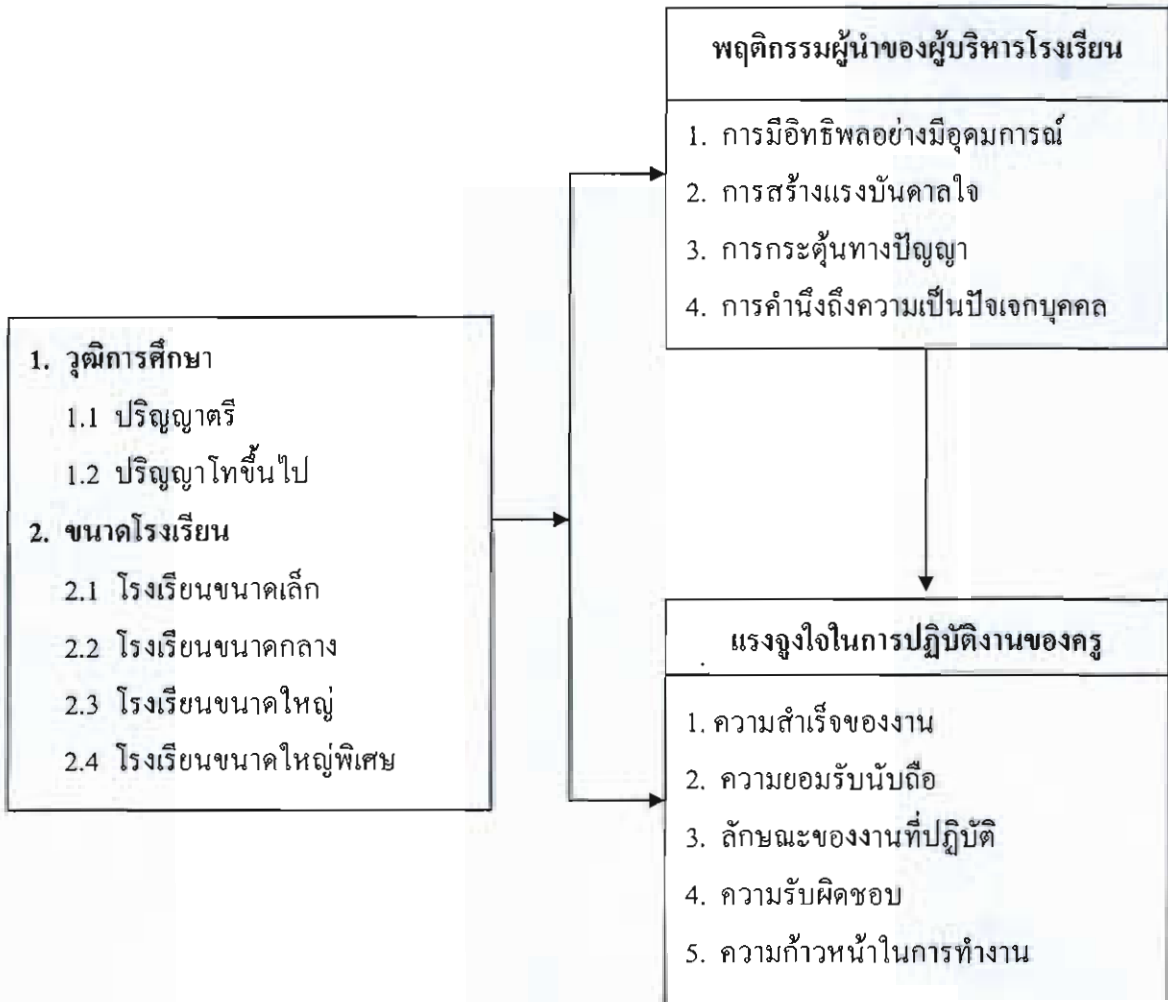 พฤติกรรมผู้นำของผู้บริหารโรงเรียน
1. การมีอิทธิพลอย่างมีอุดมการณ์
2. การสร้างแรงบันดาลใจ
3. การกระตุ้นทางปัญญา
4. การคำนึงถึงความเป็นปัจเจกบุคคล
1. วุฒิการศึกษา
1.1 ปริญญาตรี
1.2 ปริญญาโทขึ้นไป
2. ขนาดโรงเรียน
2.1 โรงเรียนขนาดเล็ก
2.2 โรงเรียนขนาดกลาง
2.3 โรงเรียนขนาดใหญ่
2.4 โรงเรียนขนาดใหญ่พิเศษ
แรงจูงใจในการปฏิบัติงานของครู
1. ความสำเร็จของงาน
2. ความยอมรับนับถือ
3. ลักษณะของงานที่ปฏิบัติ
4. ความรับผิดชอบ
5. ความก้าวหน้าในการทำงาน